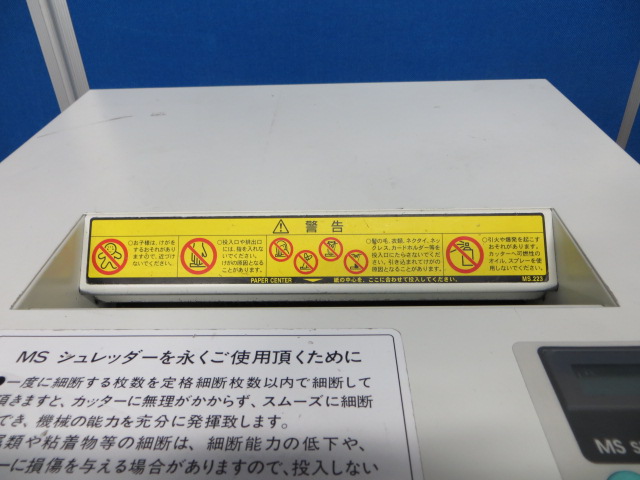 警告
○お子様は、けがを
するおそれがあり
ますので、近づけ
ないでください。
○投入口や排出口
には、指を入れな
いでください。
けがの原因となる
ことがあります。
○髪の毛、衣類、ネクタイ、ネッ
クレス、カードホルダー等を
投入口にたらさないでくだ
さい。引き込まれてけがの
原因となることがあります。
○引火や爆発を起こす
おそれがあります。
カッターへ可燃性の
オイル、スプレーを使
用しないでください。
PAPER CENTER 紙の中心を、ここに合わせて投入してください。 MS.223
MS シュレッダーを永くご使用頂くために
●一度に細断する枚数を定格細断枚数以内で細断して
頂きますと、カッターに無理がかからず、スムーズに細断
でき、機械の能力を充分に発揮致します。
類や粘着物等の細断は、細断能力の低下や、
ーに損傷を与える場合がありますので、投入しない
MS